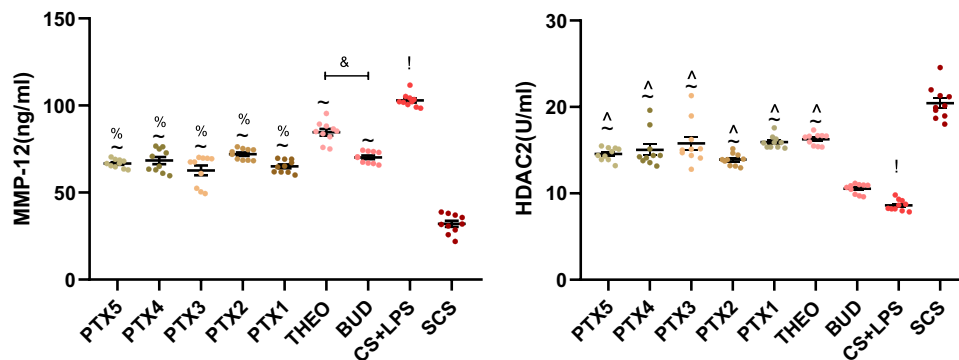 MMP-12(ng/ml)
150
100
50
0
%
~
%
~
%
~
%
~
%
~
~
&
~
!
PTX5
PTX4
PTX3
PTX2
PTX1
THEO
BUD
CS+LPS
SCS
HDAC2(U/ml)
30
20
10
0
^
~
^
~
^
~
^
~
^
~
^
~
!
PTX5
PTX4
PTX3
PTX2
PTX1
THEO
BUD
CS+LPS
SCS